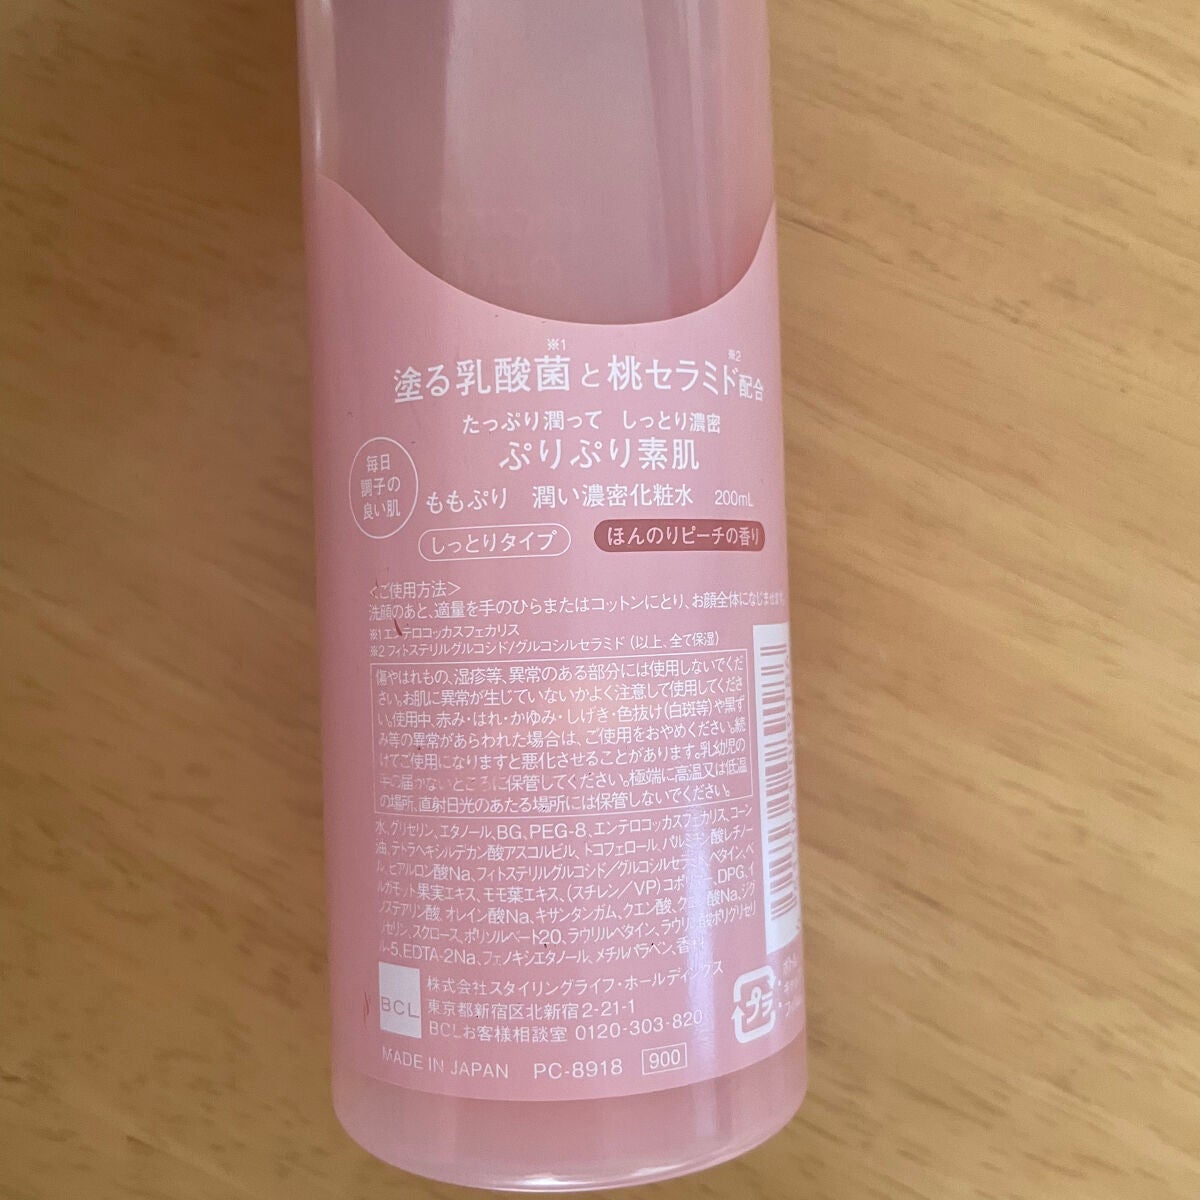 ※1
※2
塗る乳酸菌と桃セラミド配合
たっぷり潤って しっとり濃密
ぷりぷり素肌
毎日
調子の
良い肌
ももぷり 潤い濃密化粧水 200mL
しっとりタイプ
ほんのりピーチの香り
<ご使用方法>
洗顔のあと、適量を手のひらまたはコットンにとり、お顔全体になじませます。
※1 エンテロコッカスフェカリス
※2 フィトステリルグルコシド/グルコシルセラミド (以上、全て保湿)
傷やはれもの、湿疹等、異常のある部分には使用しないでくだ
さい。お肌に異常が生じていないかよく注意して使用してくださ
い。使用中、赤み・はれ・かゆみ・しげき・色抜け(白斑等)や黒ず
み等の異常があらわれた場合は、ご使用をおやめください。続
けてご使用になりますと悪化させることがあります。乳幼児の
手の届かないところに保管してください。極端に高温又は低温
の場所、直射日光のあたる場所には保管しないでください。
水、グリセリン、エタノール、BG、PEG-8、エンテロコッカスフェカリス、コーン
油、テトラヘキシルデカン酸アスコルビル、トコフェロール、パルミチン酸レチノー
ル、ヒアルロン酸Na、フィトステリルグルコシド/グルコシルセラミド、ベタイン、ベ
ルガモット果実エキス、モモ葉エキス、(スチレン/VP)コポリマー、DPG、イ
ソステアリン酸、オレイン酸Na、キサンタンガム、クエン酸、クエン酸Na、ジグ
リセリン、スクロース、ポリソルベート20、ラウリルベタイン、ラウリン酸ポリグリセリ
ル-5、EDTA-2Na、フェノキシエタノール、メチルパラベン、香料
BCL
株式会社スタイリングライフ・ホールディングス
東京都新宿区北新宿2-21-1
BCLお客様相談室 0120-303-820
MADE IN JAPAN PC-8918 900
プラ